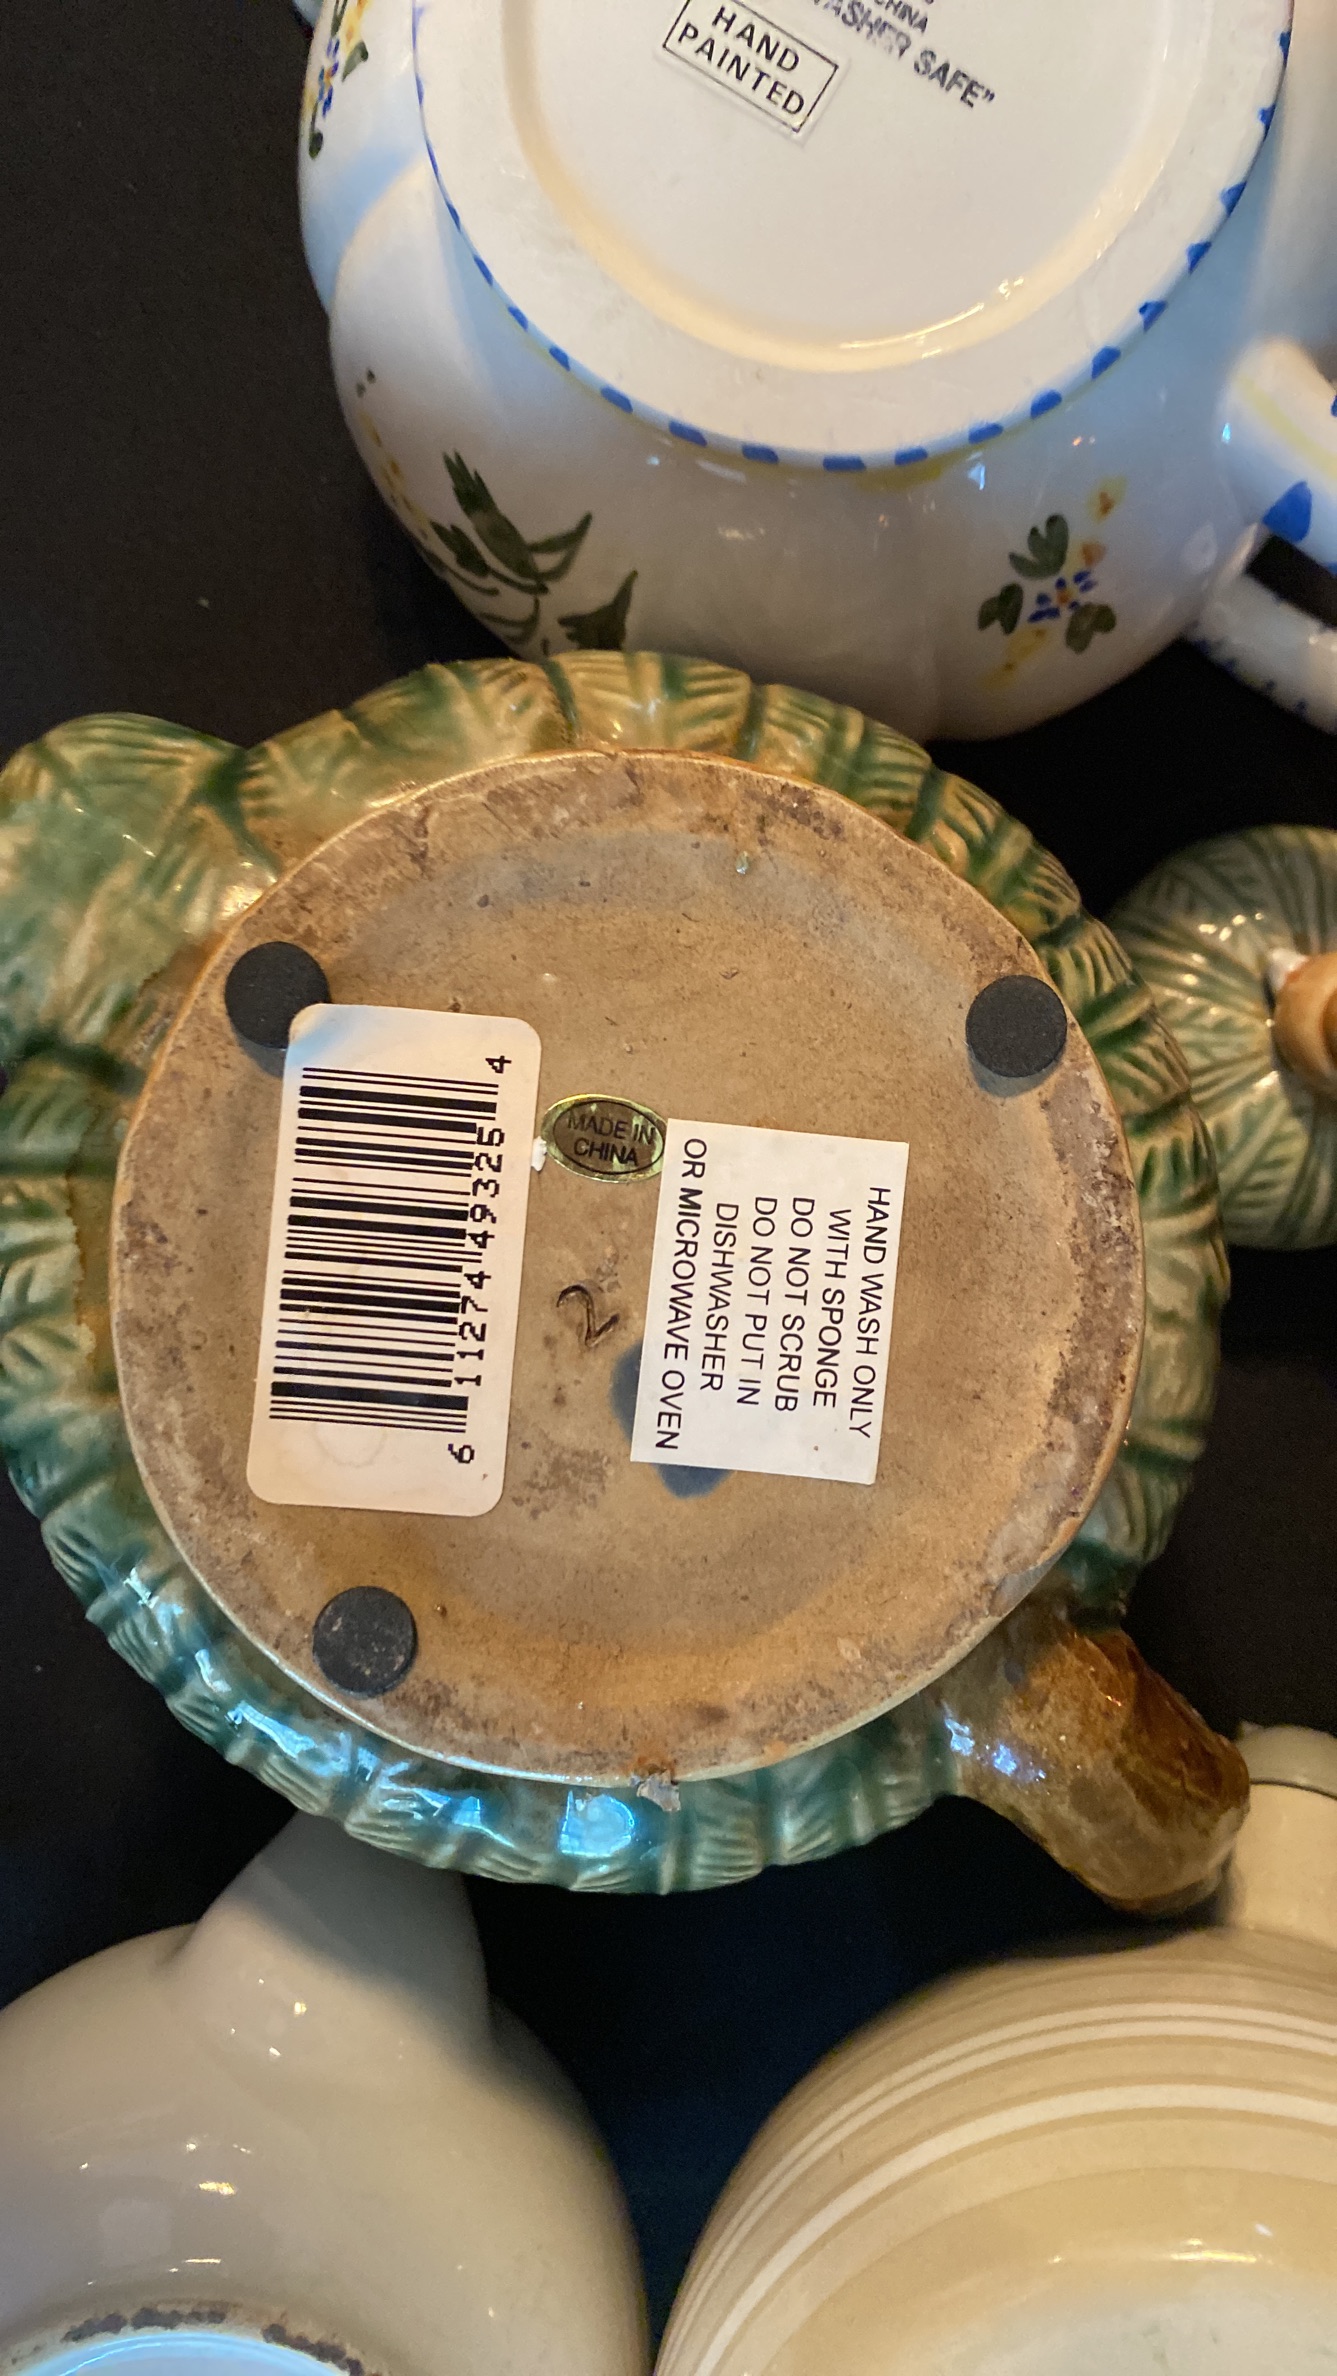 CHINA
WASHER SAFE”
HAND
PAINTED
MADE IN
CHINA
6 11274 49325 4
HAND WASH ONLY
WITH SPONGE
DO NOT SCRUB
DO NOT PUT IN
DISHWASHER
OR MICROWAVE OVEN